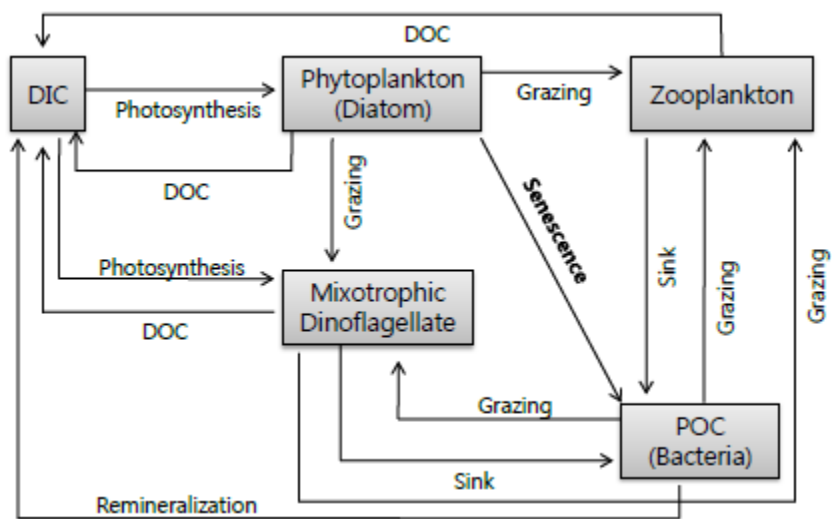 DOC
DIC
Photosynthesis
Phytoplankton
(Diatom)
Grazing
Zooplankton
DOC
Grazing
Senescence
Sink
Grazing
Grazing
Photosynthesis
Mixotrophic
Dinoflagellate
DOC
Grazing
POC
(Bacteria)
Sink
Remineralization